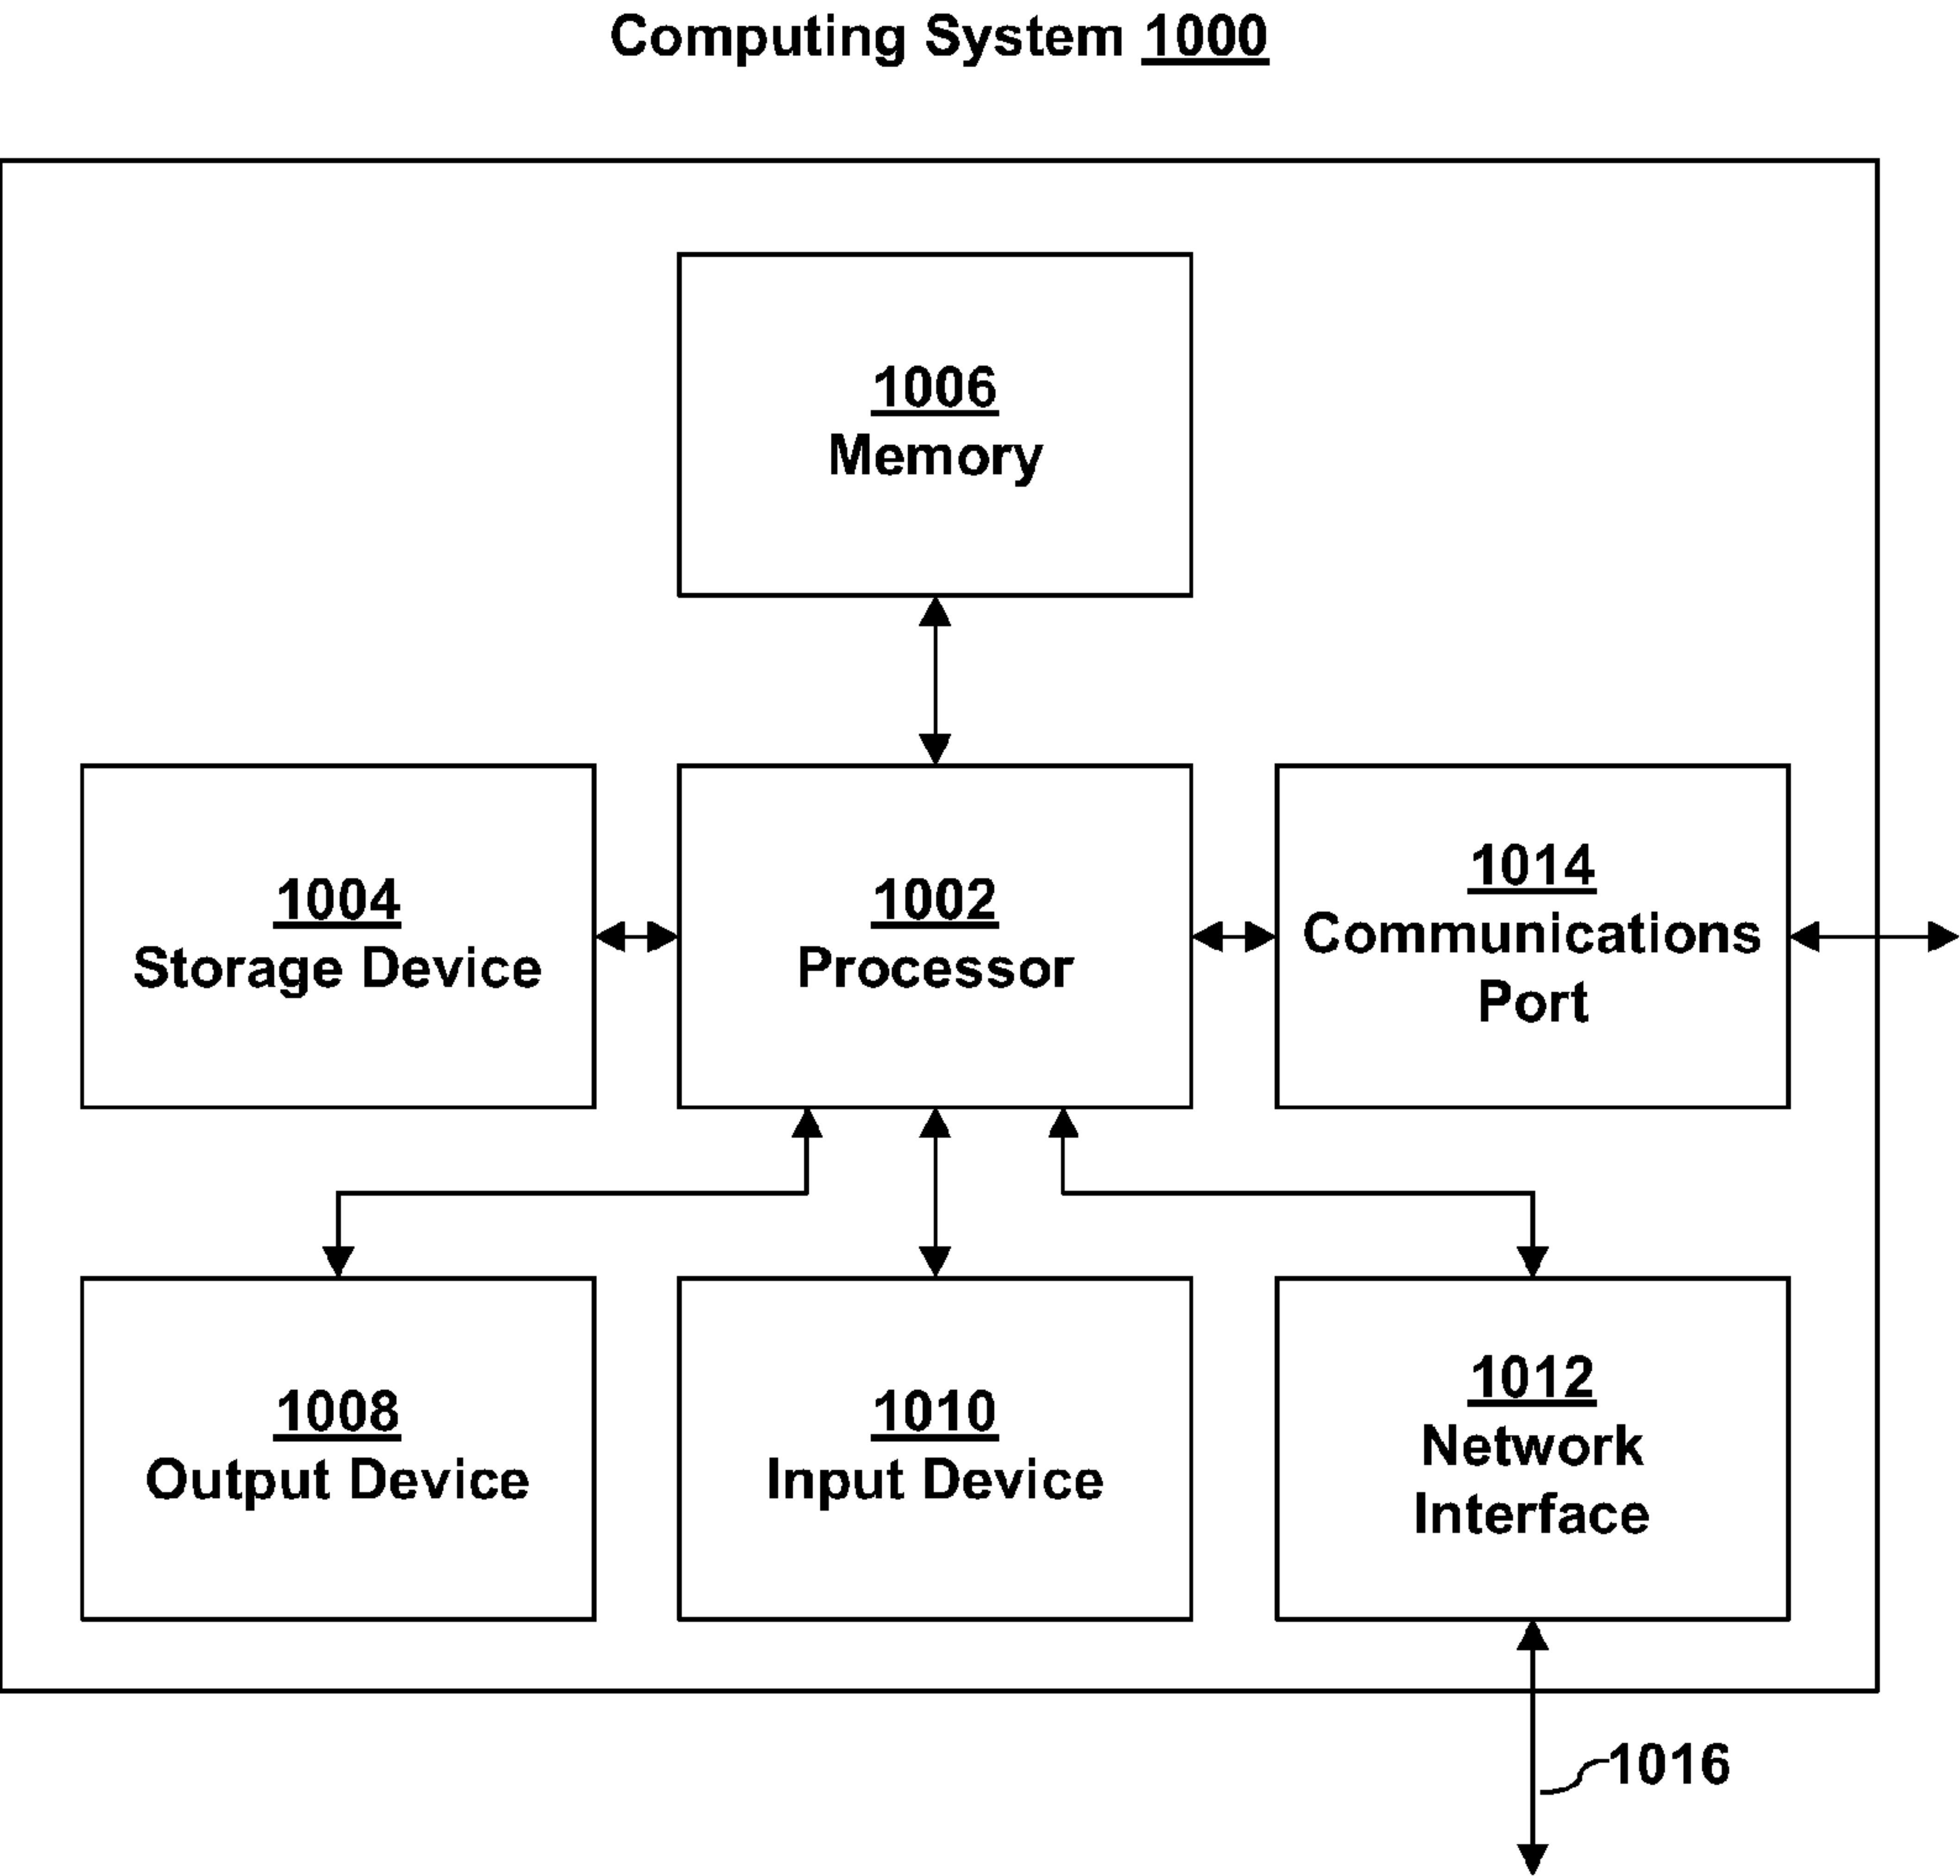 Computing System 1000
1006
Memory
1004
Storage Device
1002
Processor
1014
Communications
Port
1008
Output Device
1010
Input Device
1012
Network
Interface
1016